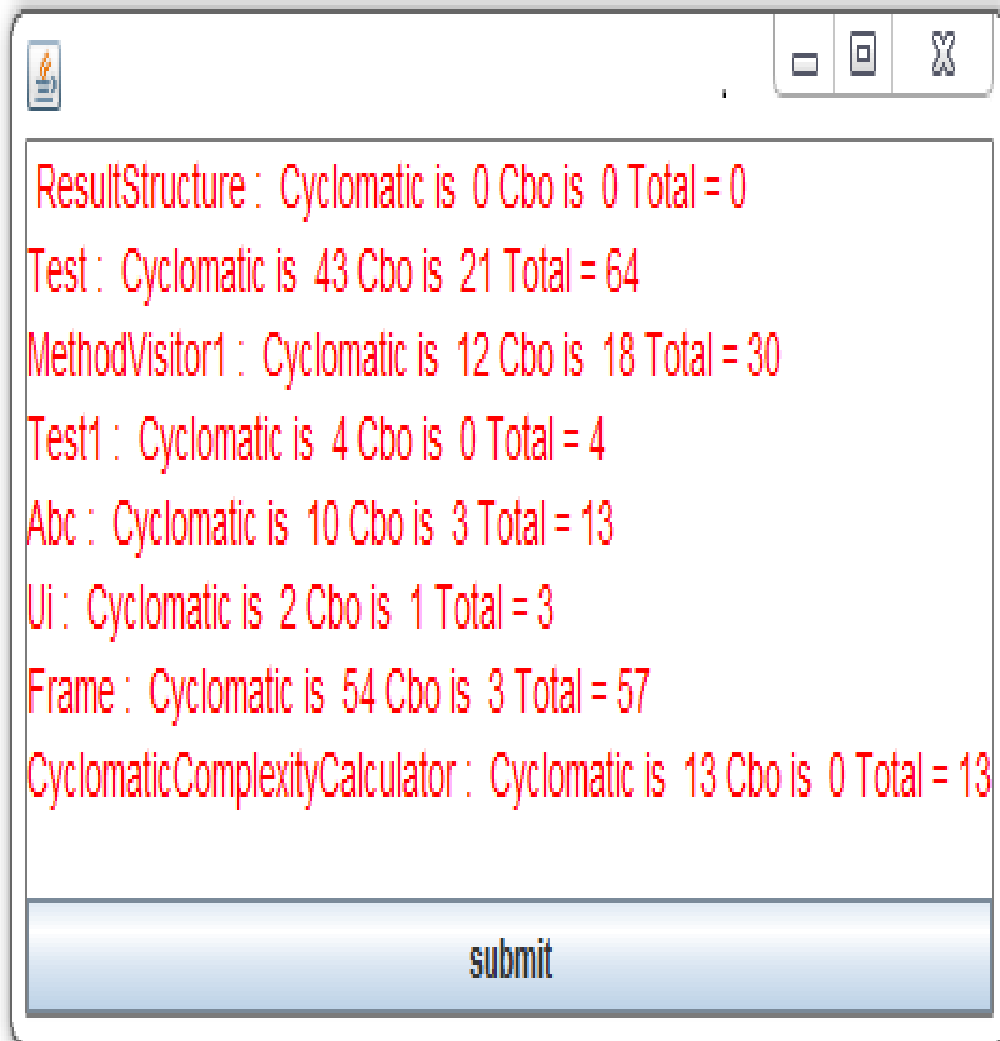 ResultStructure :  Cyclomatic is  0 Cbo is  0 Total = 0
Test :  Cyclomatic is  43 Cbo is  21 Total = 64
MethodVisitor1 :  Cyclomatic is  12 Cbo is  18 Total = 30
Test1 :  Cyclomatic is  4 Cbo is  0 Total = 4
Abc :  Cyclomatic is  10 Cbo is  3 Total = 13
Ui :  Cyclomatic is  2 Cbo is  1 Total = 3
Frame :  Cyclomatic is  54 Cbo is  3 Total = 57
CyclomaticComplexityCalculator :  Cyclomatic is  13 Cbo is  0 Total = 13
submit